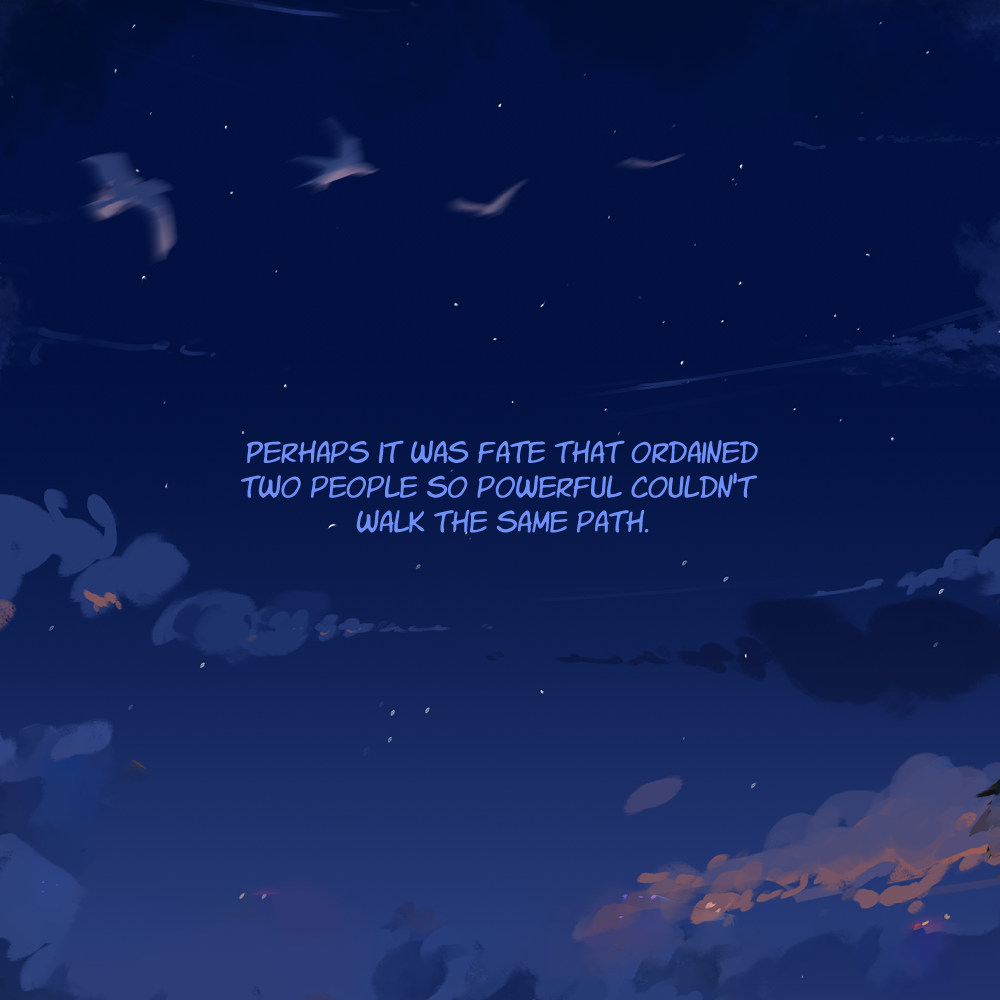 PERHAPS IT WAS FATE THAT ORDAINED
TWO PEOPLE SO POWERFUL COULDN'T
WALK THE SAME PATH.